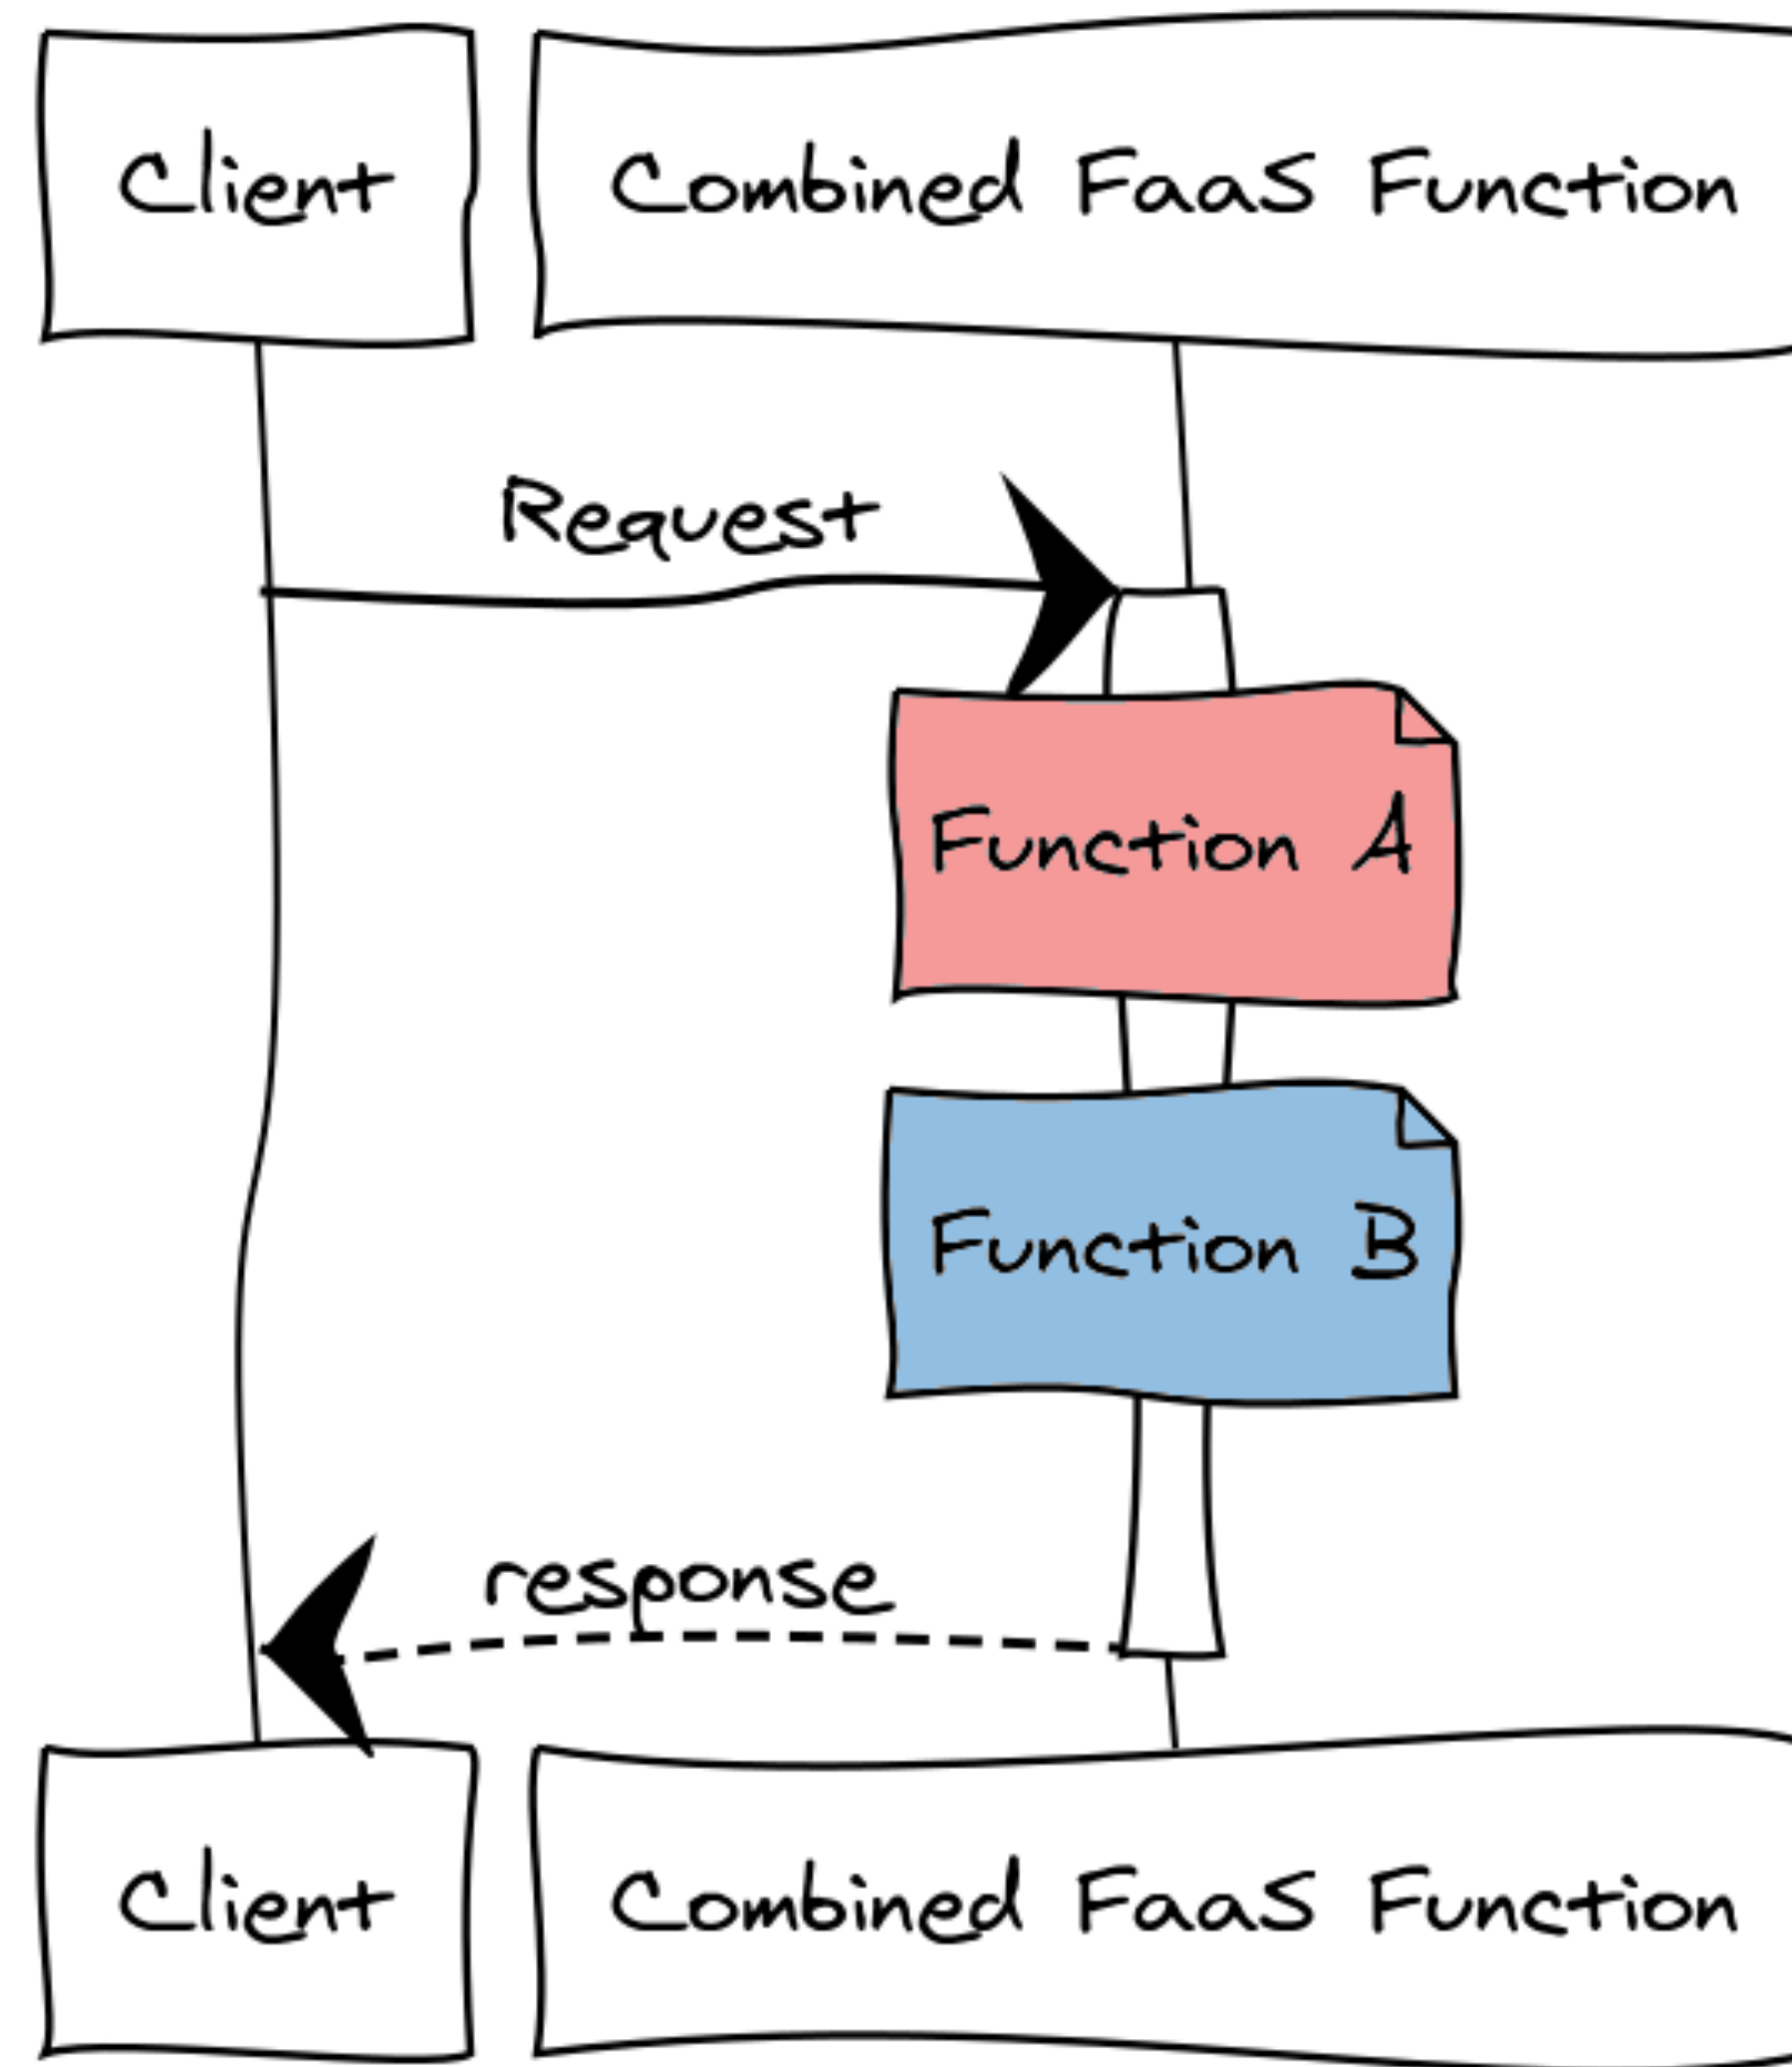 Client
Combined FaaS Function
Request
Function A
Function B
response
Client
Combined FaaS Function